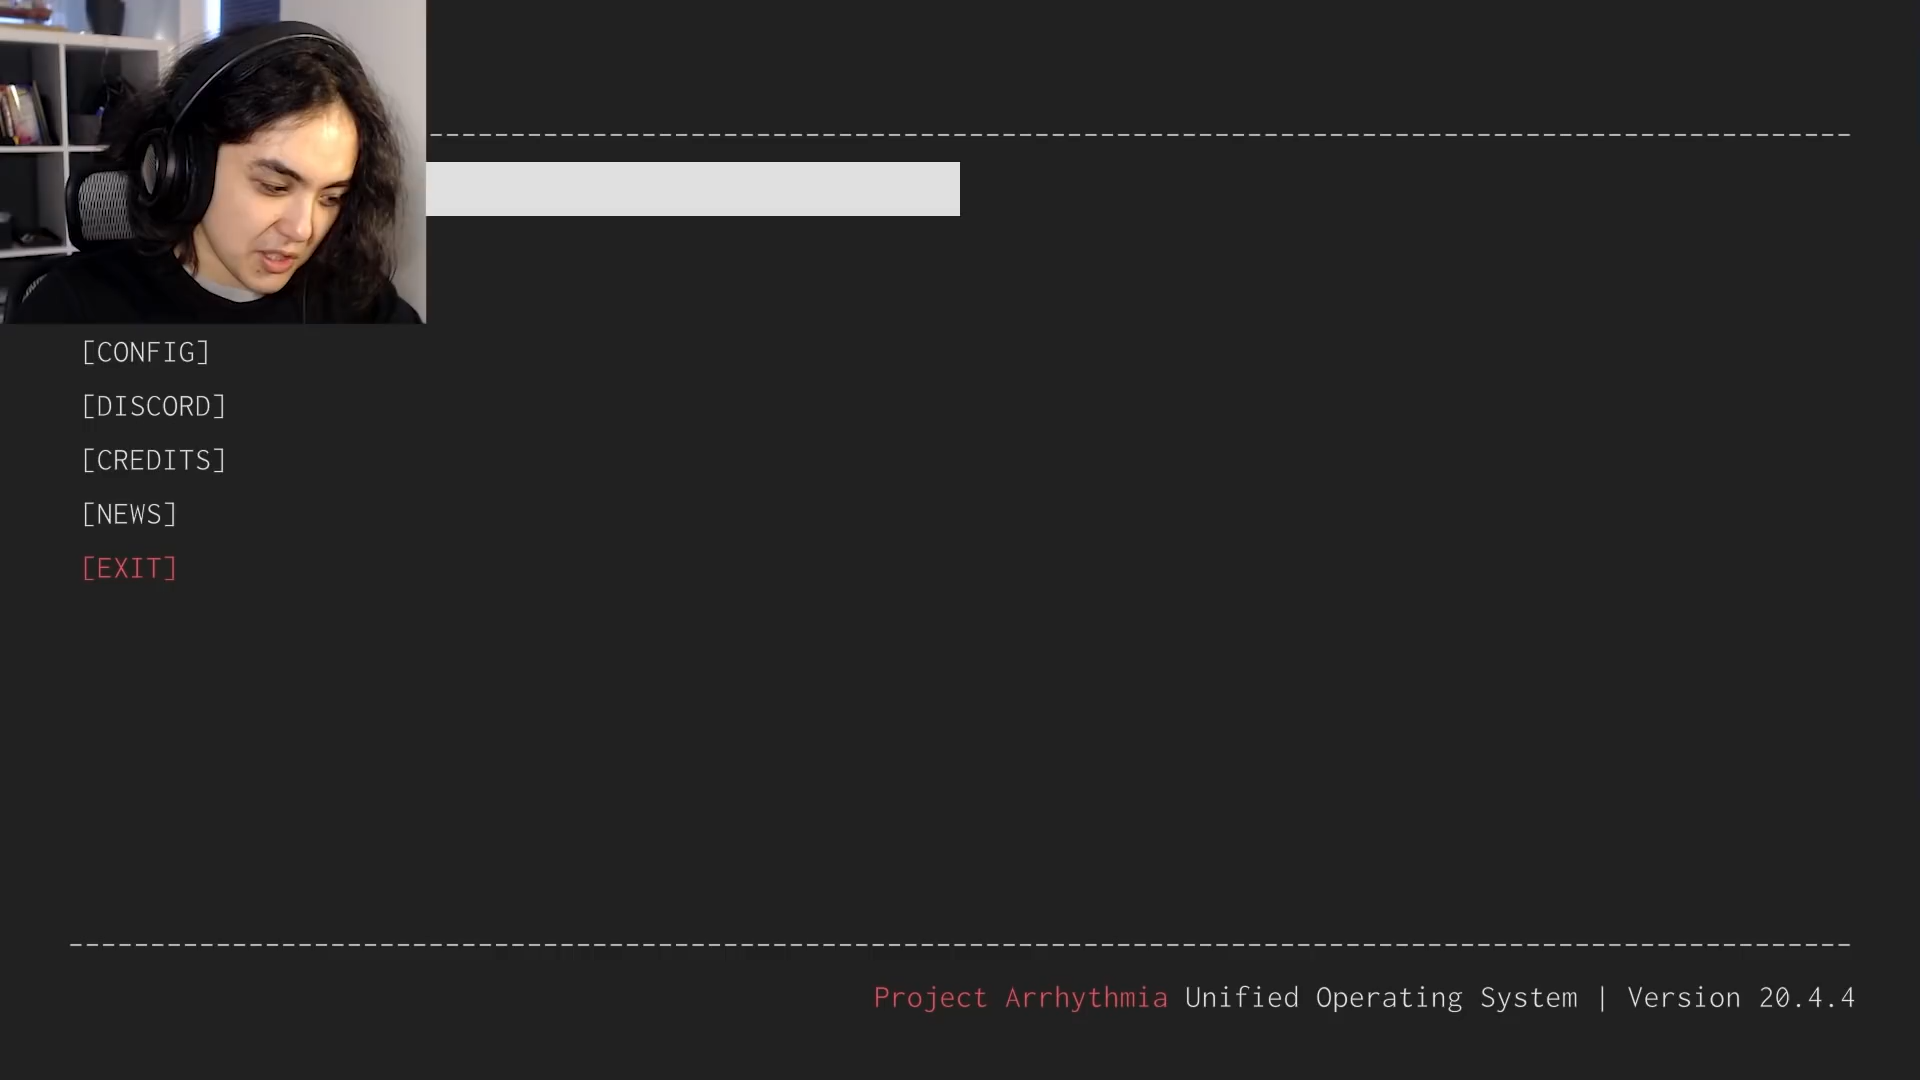 [CONFIG]
[DISCORD]
[CREDITS]
[NEWS]
[EXIT]
Project Arrhythmia Unified Operating System | Version 20.4.4